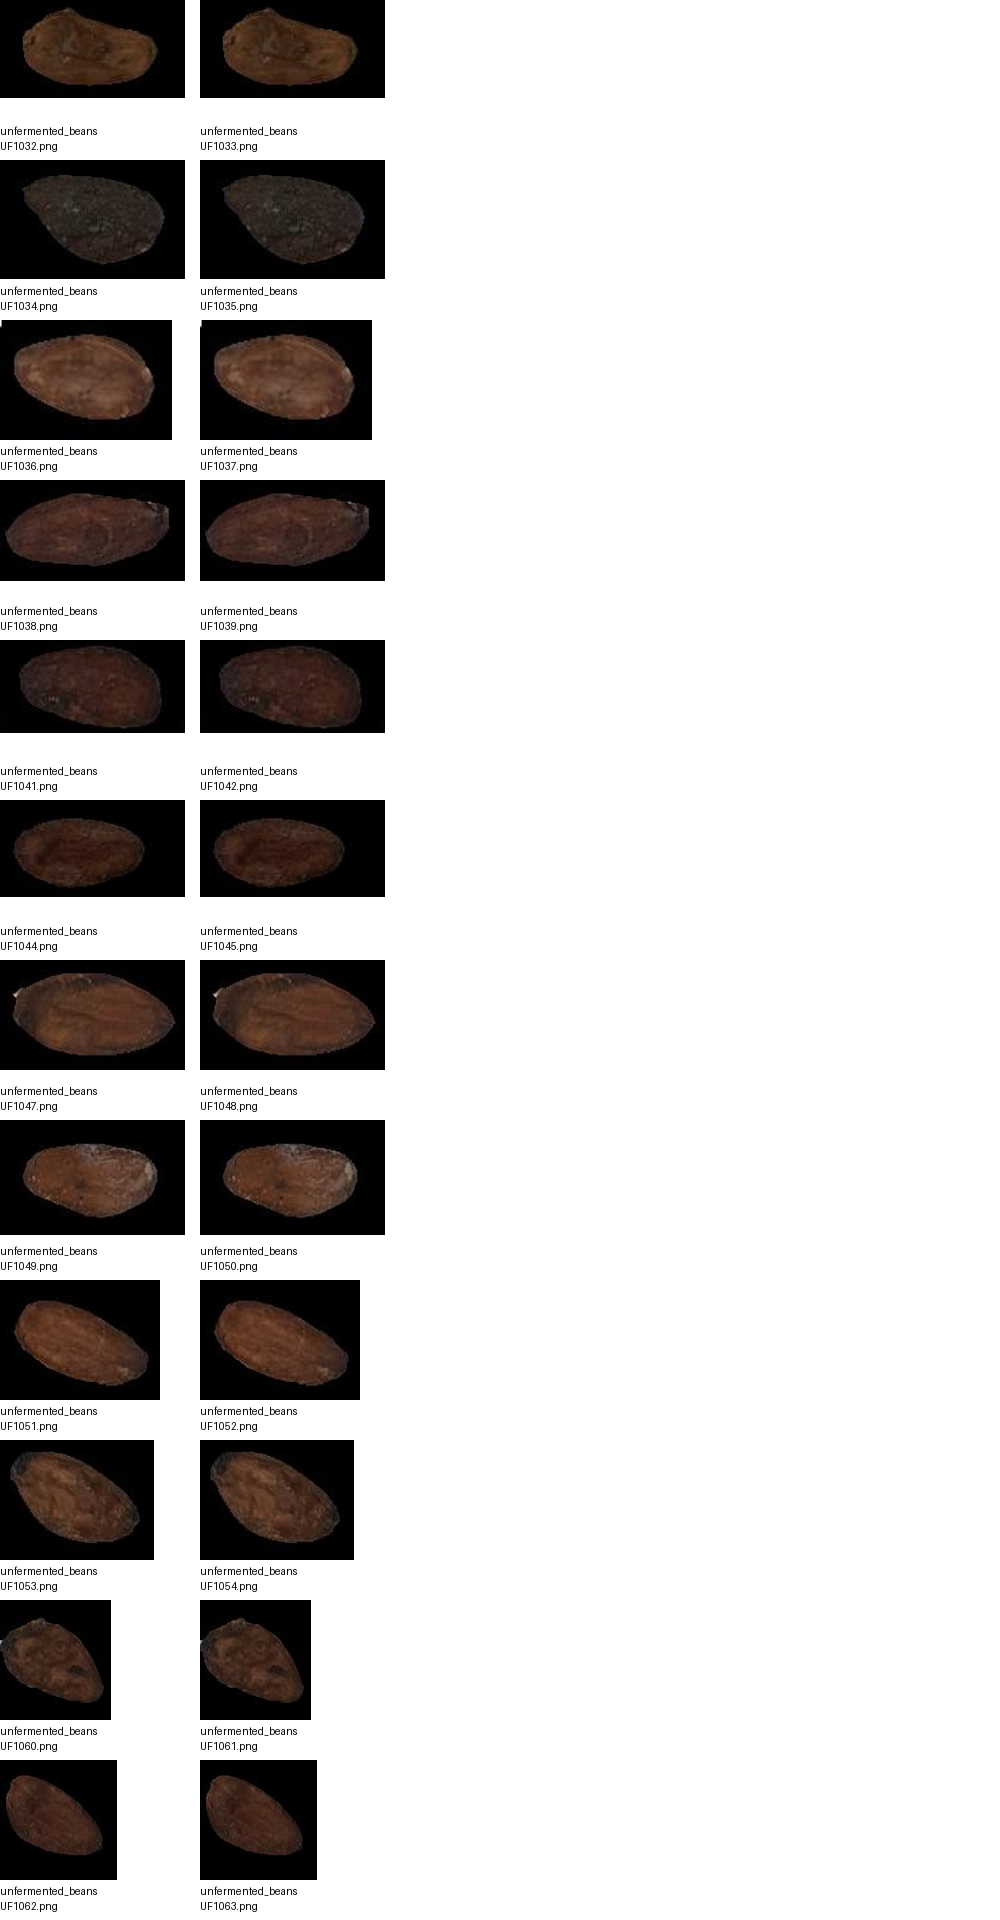 unfermented_beans unfermented_beans
UF1032.png UF1033.png
unfermented_beans unfermented_beans
UF1034.png UF1035.png
unfermented_beans unfermented_beans
UF1036.png UF1037.png
unfermented_beans unfermented_beans
UF1038.png UF1039.png
unfermented_beans unfermented_beans
UF1041.png UF1042.png
unfermented_beans unfermented_beans
UF1044.png UF1045.png
unfermented_beans unfermented_beans
UF1047.png UF1048.png
unfermented_beans unfermented_beans
UF1049.png UF1050.png
unfermented_beans unfermented_beans
UF1051.png UF1052.png
unfermented_beans unfermented_beans
UF1053.png UF1054.png
unfermented_beans unfermented_beans
UF1060.png UF1061.png
unfermented_beans unfermented_beans
UF1062.png UF1063.png